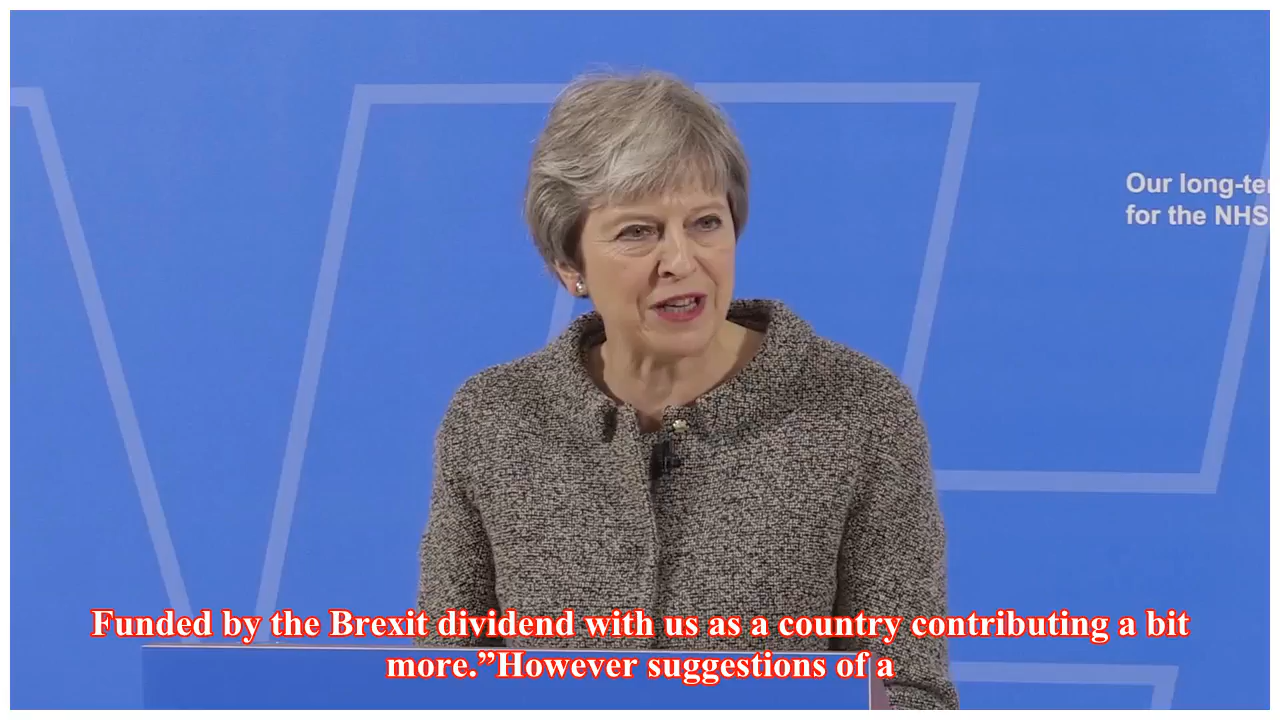 Our long-te
for the NHS
Funded by the Brexit dividend with us as a country contributing a bit
more.”However suggestions of a